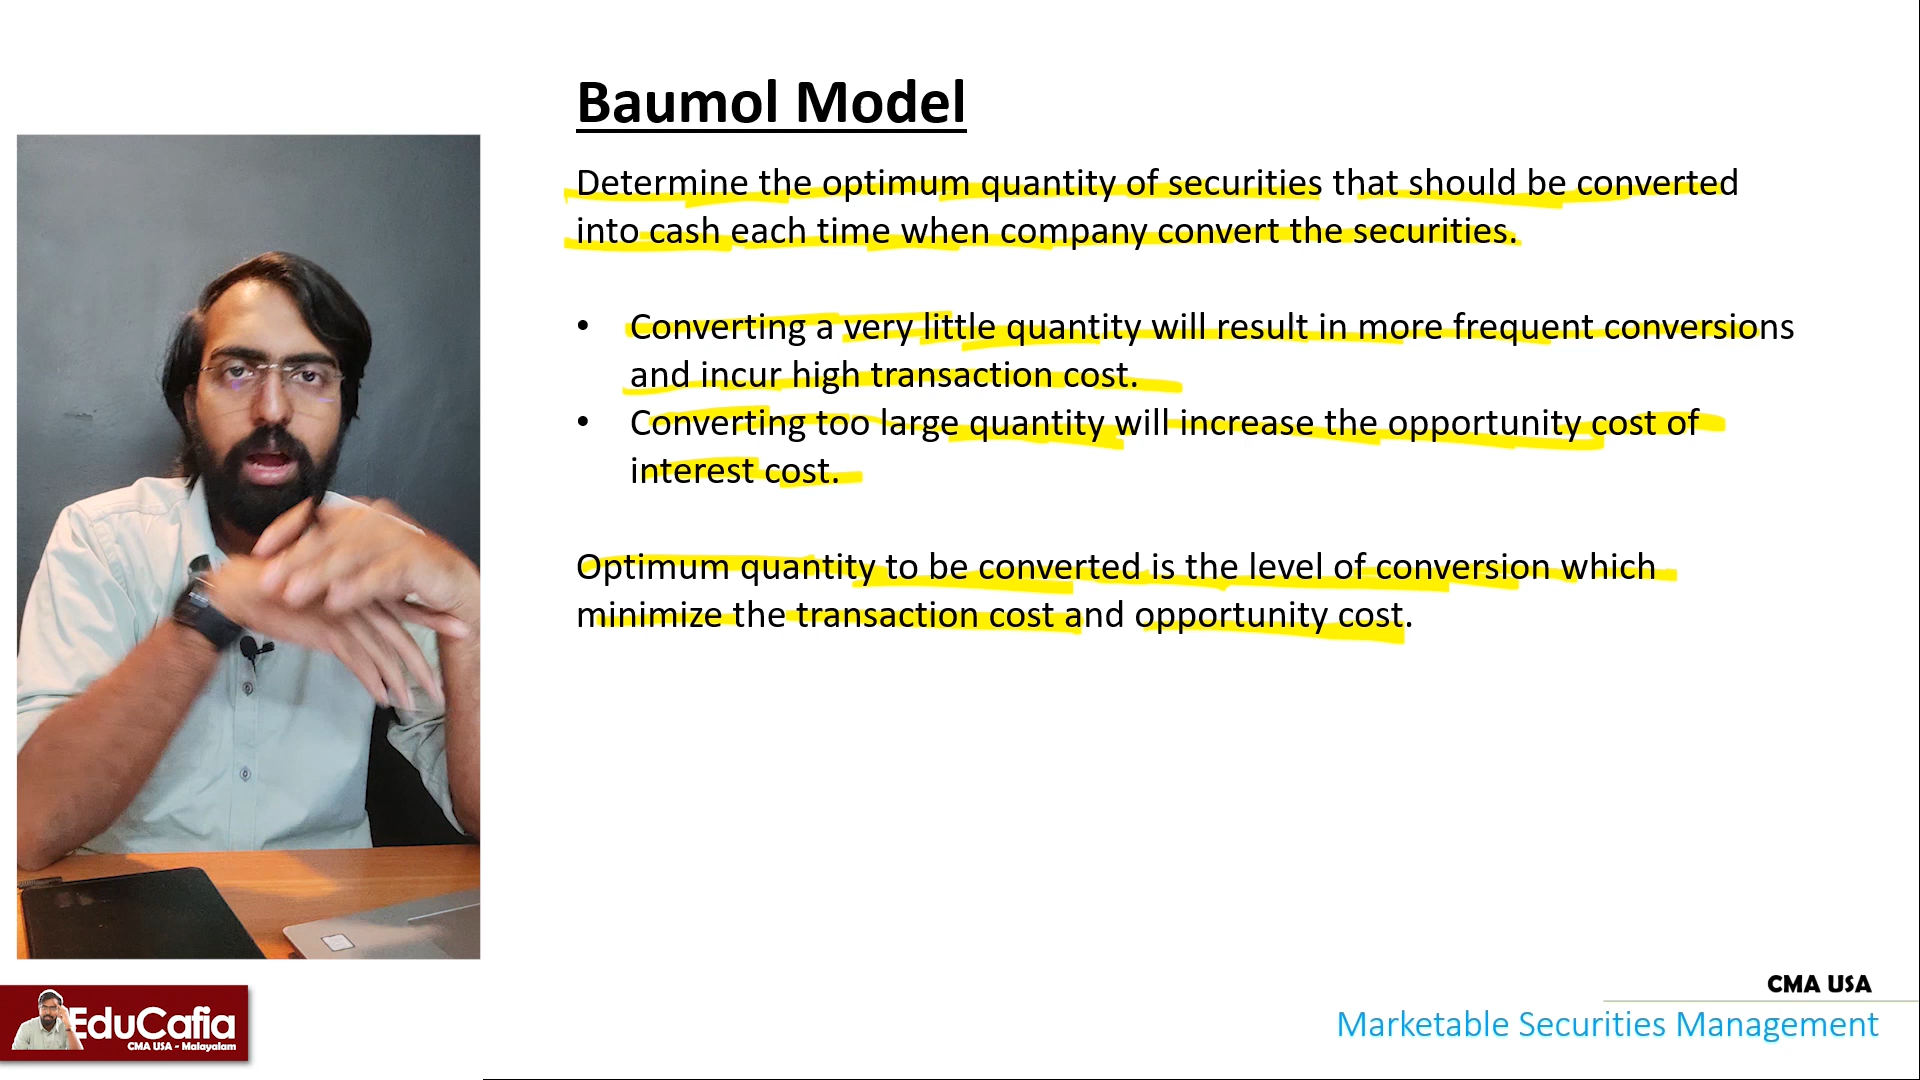 Baumol Model
Determine the optimum quantity of securities that should be converted
into cash each time when company convert the securities.
• Converting a very little quantity will result in more frequent conversions
and incur high transaction cost.
• Converting too large quantity will increase the opportunity cost of
interest cost.
Optimum quantity to be converted is the level of conversion which
minimize the transaction cost and opportunity cost.
EduCafia
CMA USA - Malayalam
CMA USA
Marketable Securities Management